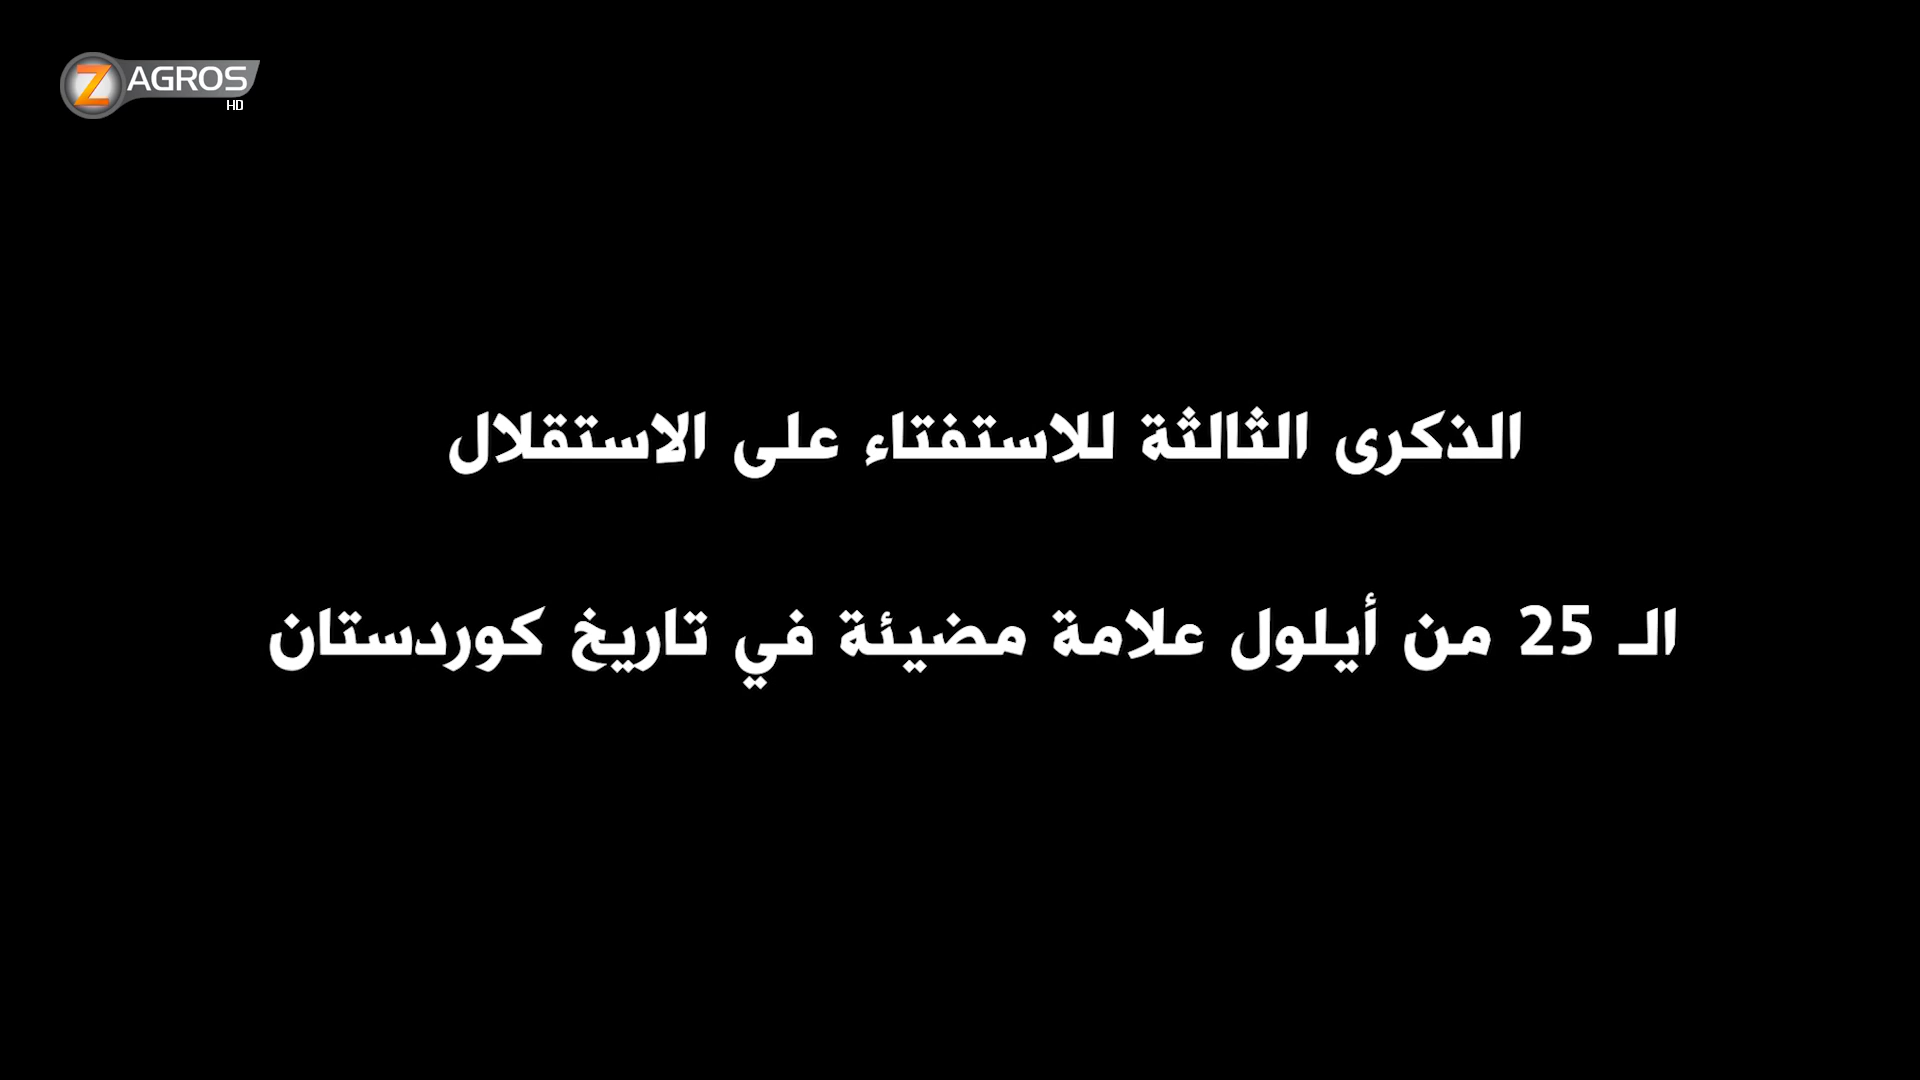 ZAGROS
HD
الذكرى الثالثة للاستفتاء على الاستقلال
الـ 25 من أيلول علامة مضيئة في تاريخ كوردستان